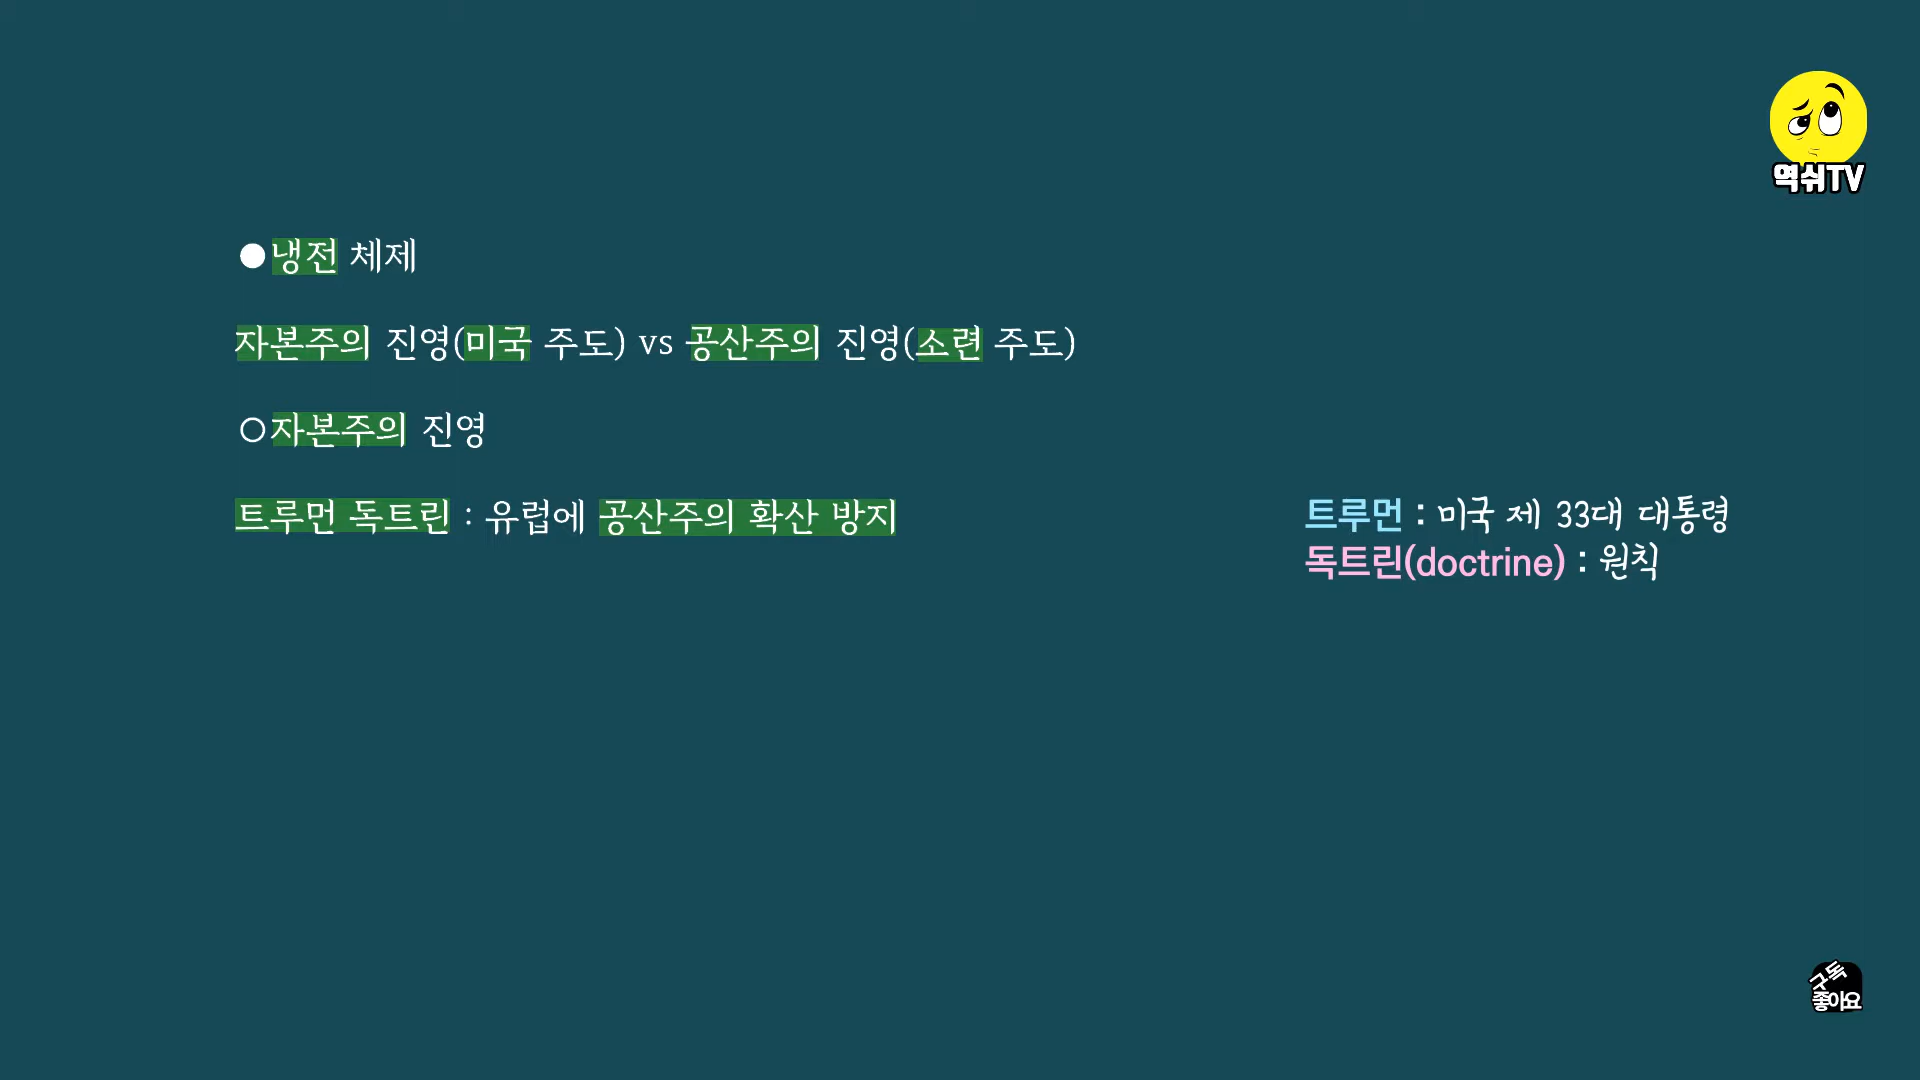 역쉬TV
●냉전 체제
자본주의 진영(미국 주도) vs 공산주의 진영(소련 주도)
○자본주의 진영
트루먼 독트린 : 유럽에 공산주의 확산 방지
트루먼 : 미국 제 33대 대통령
독트린(doctrine) : 원칙
구독
좋아요